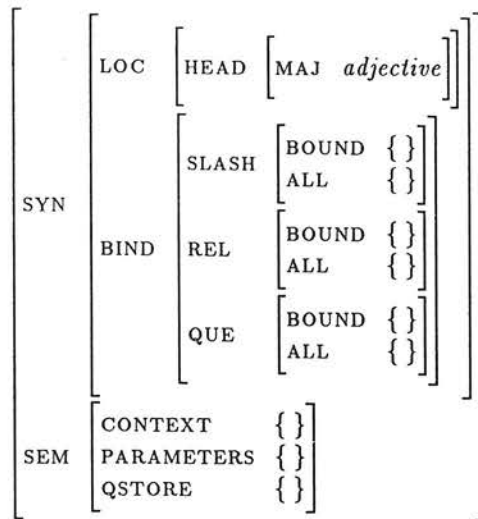 LOC HEAD [MAJ adjective]
SLASH [BOUND { }
ALL { }]
SYN
BIND REL [BOUND { }
ALL { }]
QUE [BOUND { }
ALL { }]
CONTEXT { }
SEM PARAMETERS { }
QSTORE { }